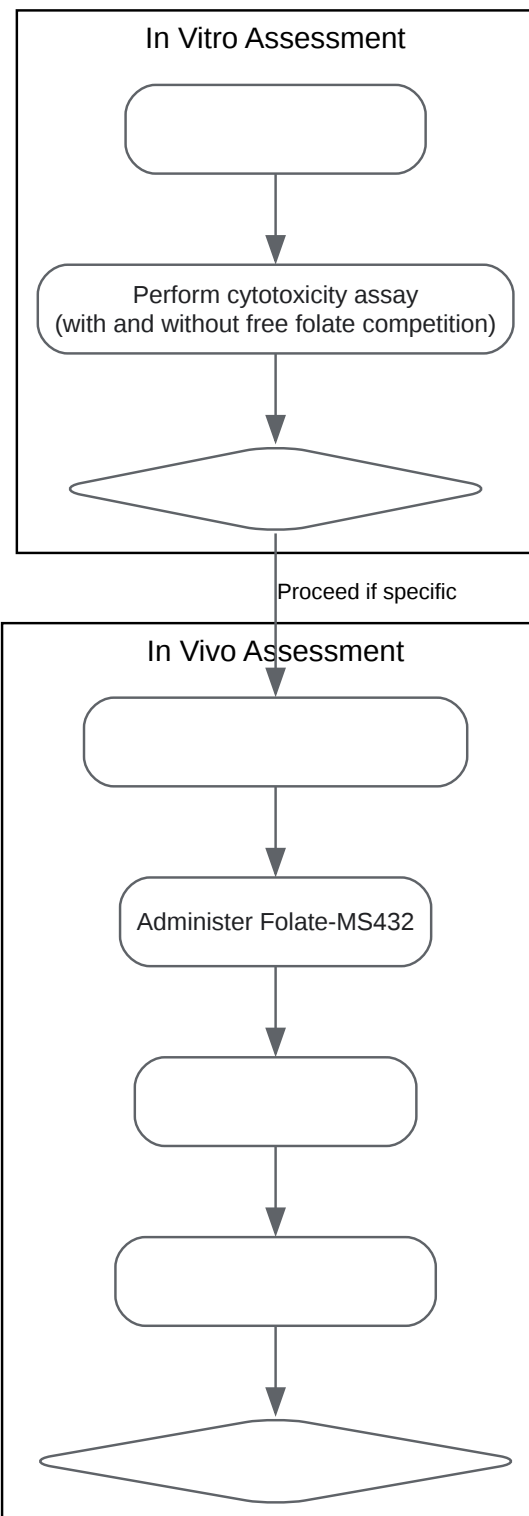 In Vitro Assessment
Perform cytotoxicity assay
(with and without free folate competition)
Proceed if specific
In Vivo Assessment
Administer Folate-MS432